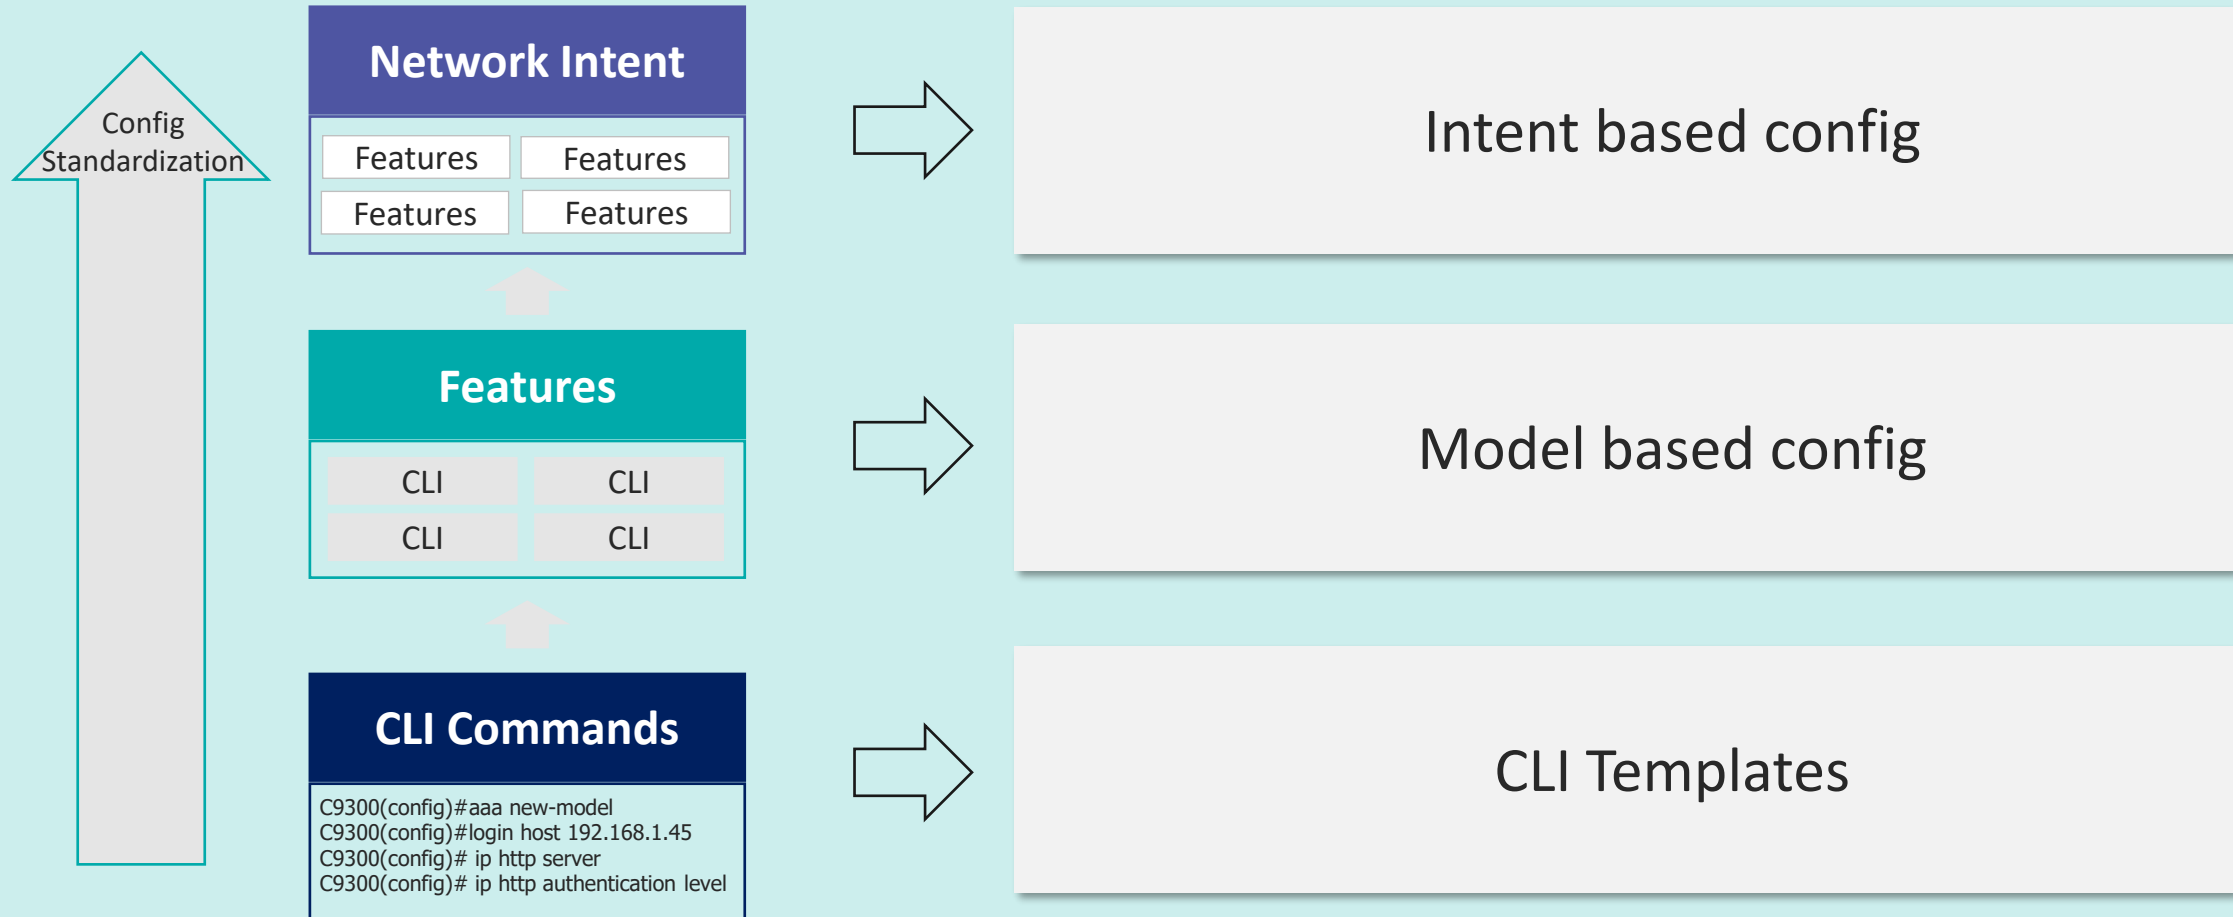 Config
Standardization
Network Intent
Features
Features
Features
Features
Intent based config
Features
CLI
CLI
CLI
CLI
Model based config
CLI Commands
C9300(config)#aaa new-model
C9300(config)#login host 192.168.1.45
C9300(config)# ip http server
C9300(config)# ip http authentication level
CLI Templates